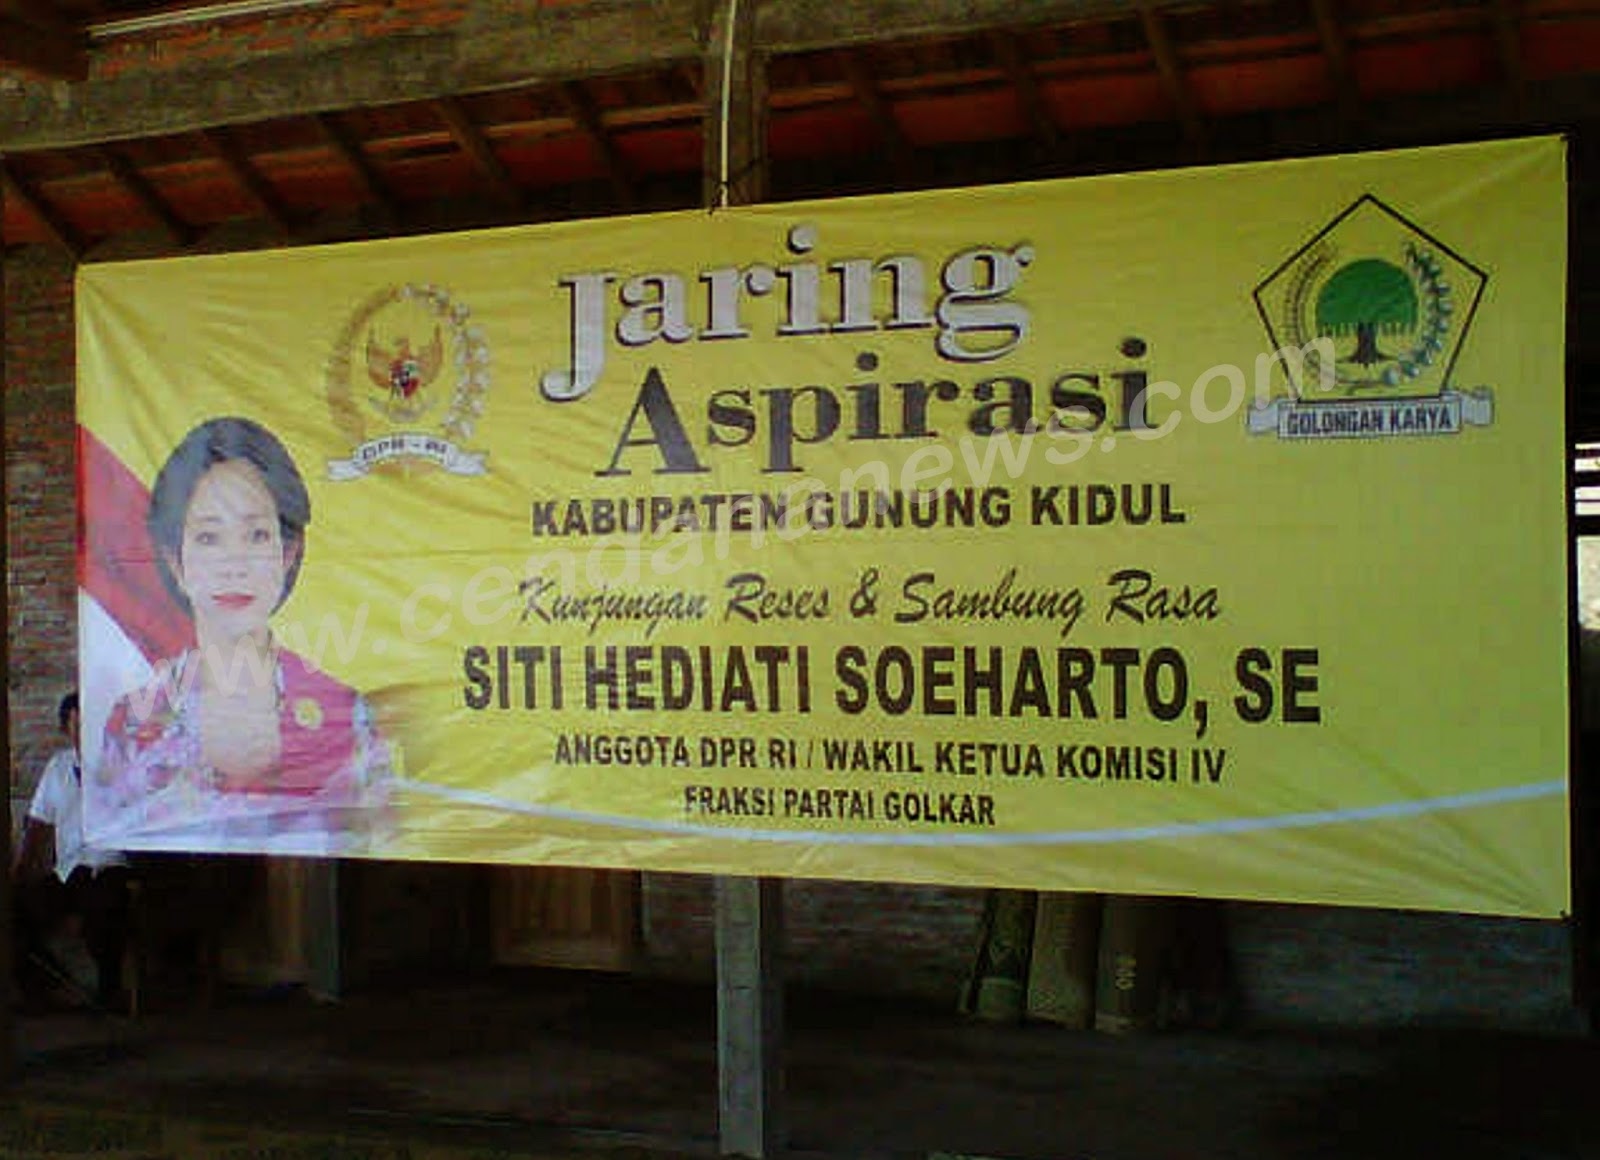 Jaring
Aspirasi
KABUPATEN GUNUNG KIDUL
Kunjungan Reses & Sambung Rasa
SITI HEDIATI SOEHARTO, SE
ANGGOTA DPR RI / WAKIL KETUA KOMISI IV
FRAKSI PARTAI GOLKAR
DPR - RI
GOLONGAN KARYA
www.cendananews.com